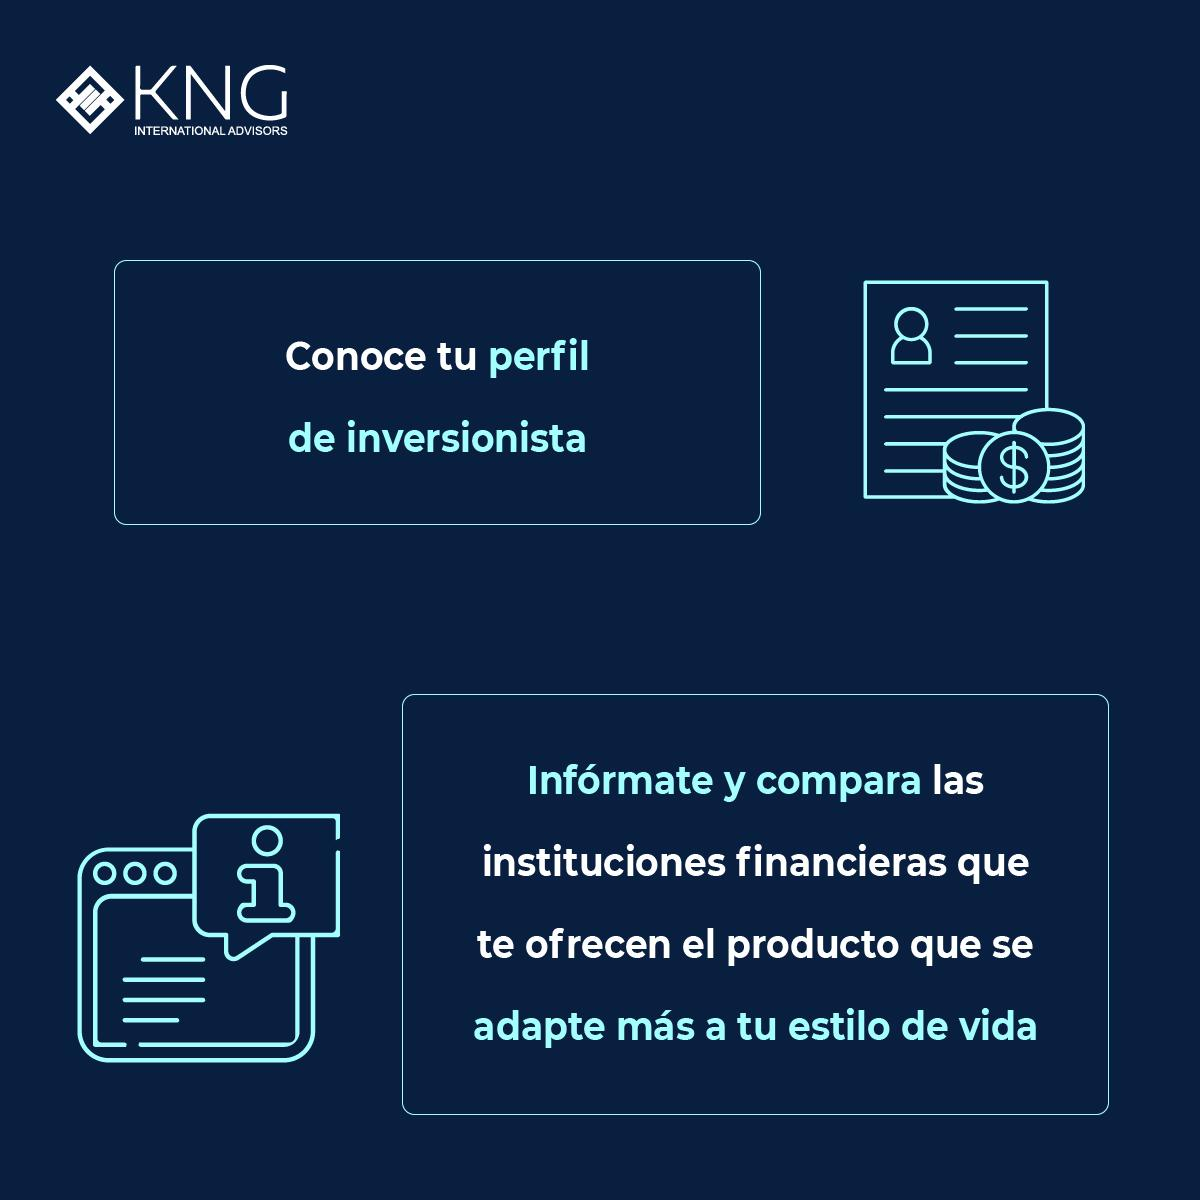 KNG
INTERNATIONAL ADVISORS
Conoce tu perfil
de inversionista
$
Infórmate y compara las
instituciones financieras que
te ofrecen el producto que se
adapte más a tu estilo de vida